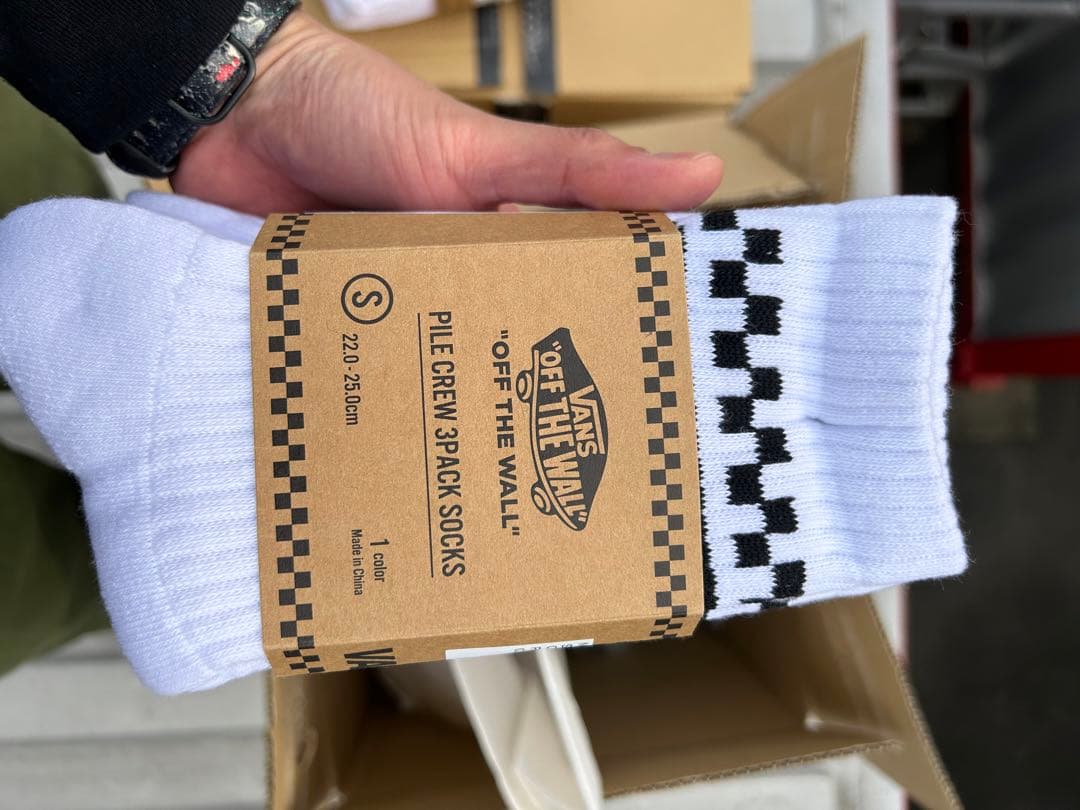 VANS
"OFF THE WALL"
"OFF THE WALL"
PILE CREW 3PACK SOCKS
S
22.0 - 25.0cm
1 color
Made in China